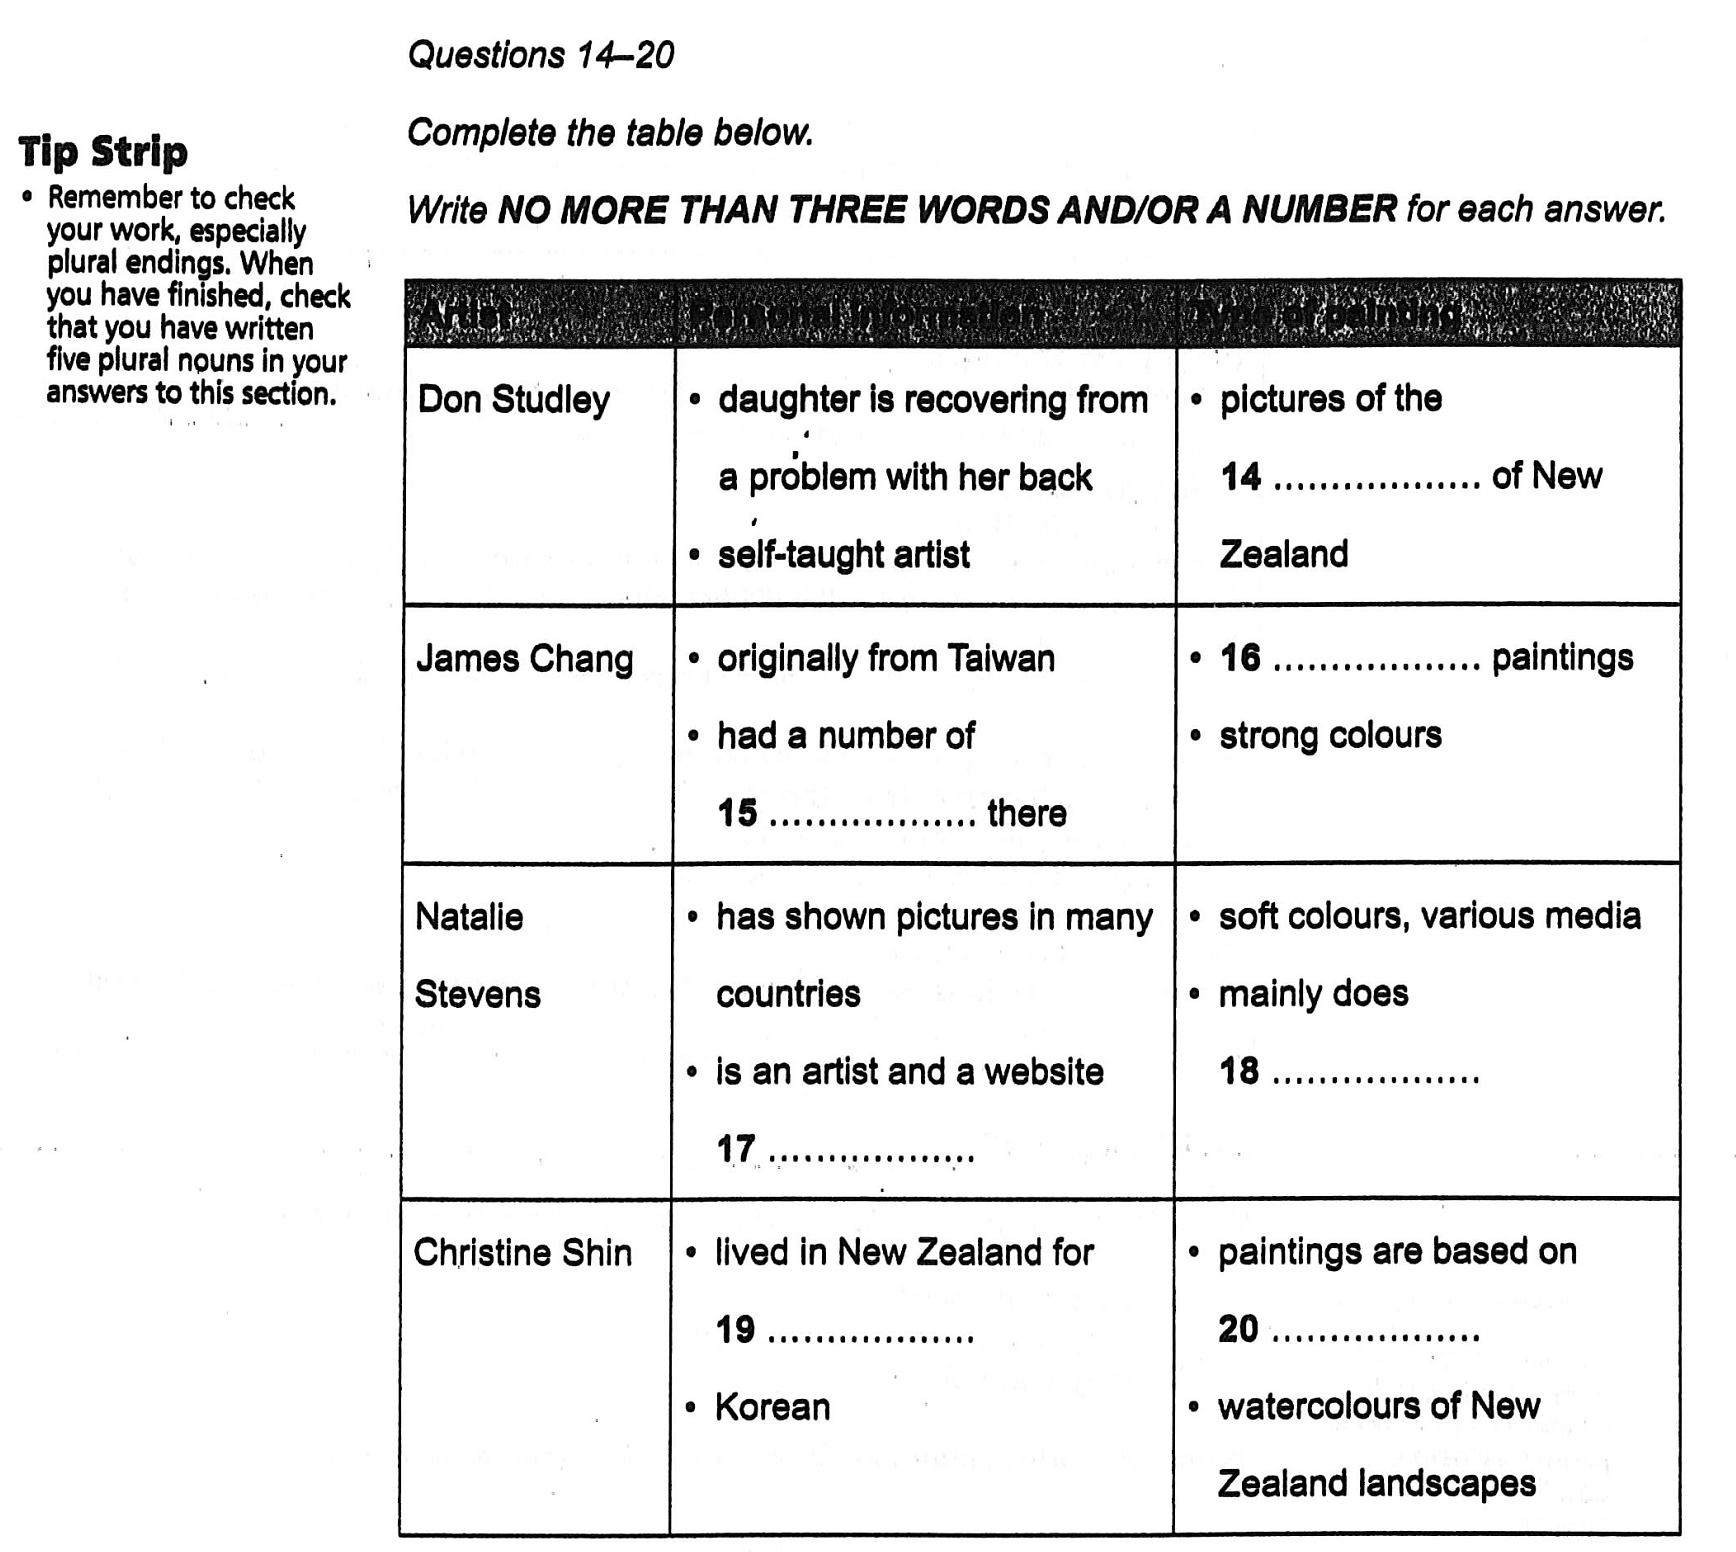 Questions 14–20
Complete the table below.
Write NO MORE THAN THREE WORDS AND/OR A NUMBER for each answer.
Tip Strip
• Remember to check
your work, especially
plural endings. When
you have finished, check
that you have written
five plural nouns in your
answers to this section.
Artist
Personal information
Type of painting
Don Studley
• daughter is recovering from
a problem with her back
• self-taught artist
• pictures of the
14 .................. of New
Zealand
James Chang
• originally from Taiwan
• had a number of
15 .................. there
• 16 .................. paintings
• strong colours
Natalie
Stevens
• has shown pictures in many
countries
• is an artist and a website
17 ..................
• soft colours, various media
• mainly does
18 ..................
Christine Shin
• lived in New Zealand for
19 ..................
• Korean
• paintings are based on
20 ..................
• watercolours of New
Zealand landscapes